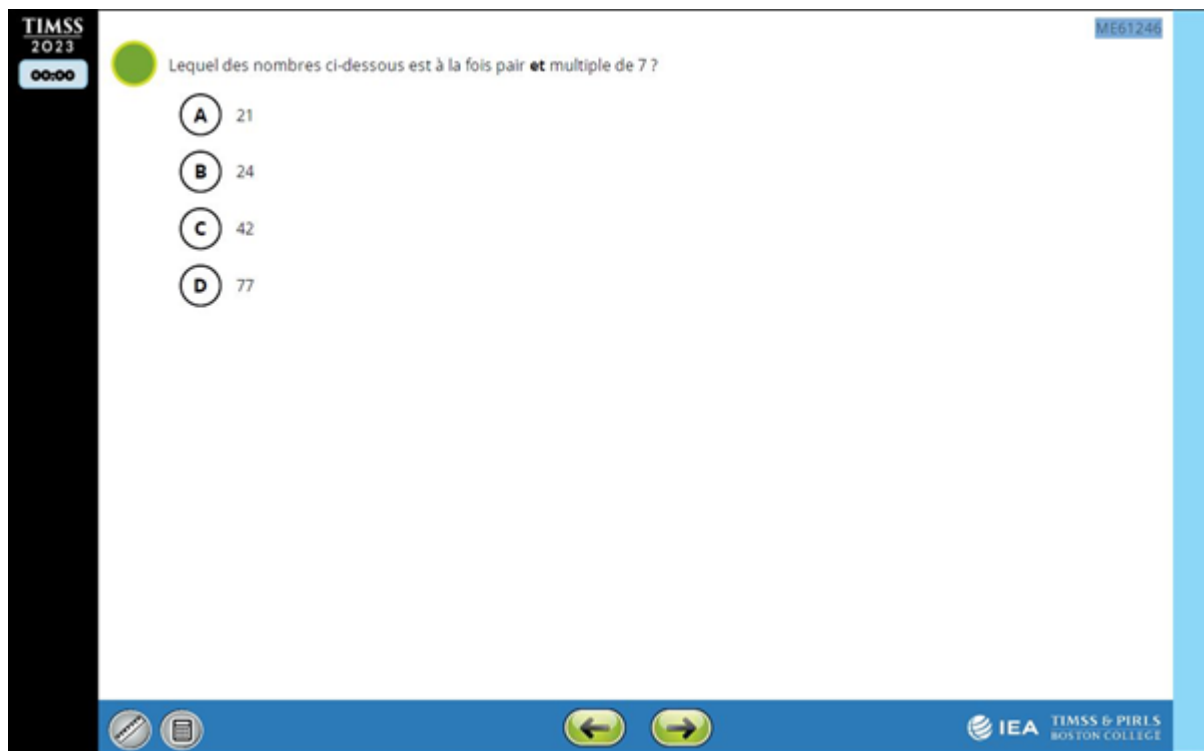 TIMSS
2023
00:00
ME61246
Lequel des nombres ci-dessous est à la fois pair et multiple de 7 ?
A 21
B 24
C 42
D 77
IEA TIMSS & PIRLS
BOSTON COLLEGE